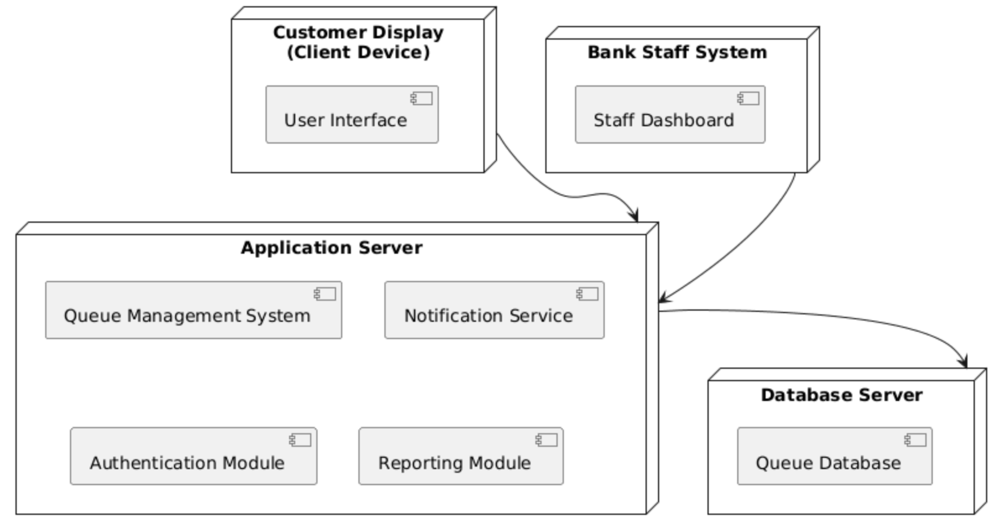 Customer Display
(Client Device)
User Interface
Bank Staff System
Staff Dashboard
Application Server
Queue Management System
Notification Service
Authentication Module
Reporting Module
Database Server
Queue Database